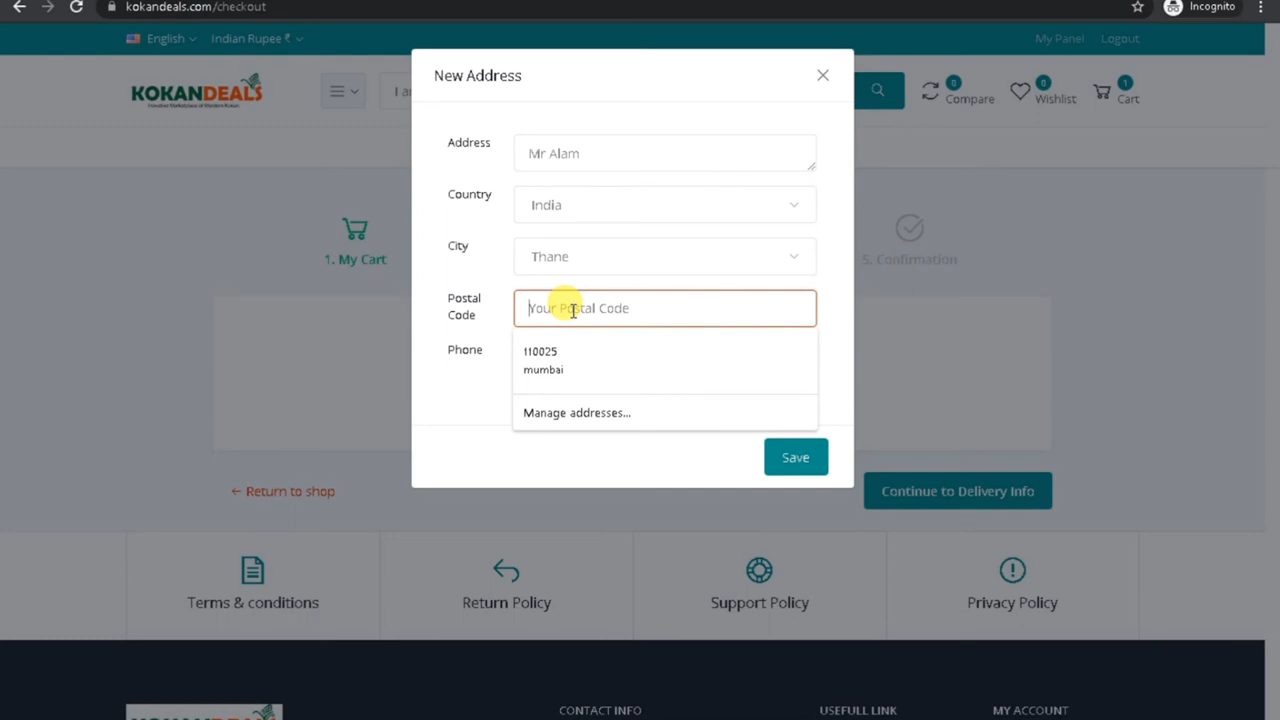 kokandeals.com/checkout
Incognito
English
Indian Rupee ₹
My Panel
Logout
KOKANDEALS
I am
0
Compare
0
Wishlist
1
Cart
New Address
Address
Mr Alam
Country
India
City
Thane
Postal Code
Your Postal Code
110025
mumbai
Manage addresses...
Phone
Save
1. My Cart
5. Confirmation
← Return to shop
Continue to Delivery Info
Terms & conditions
Return Policy
Support Policy
Privacy Policy
KOKANDEALS
CONTACT INFO
USEFULL LINK
MY ACCOUNT